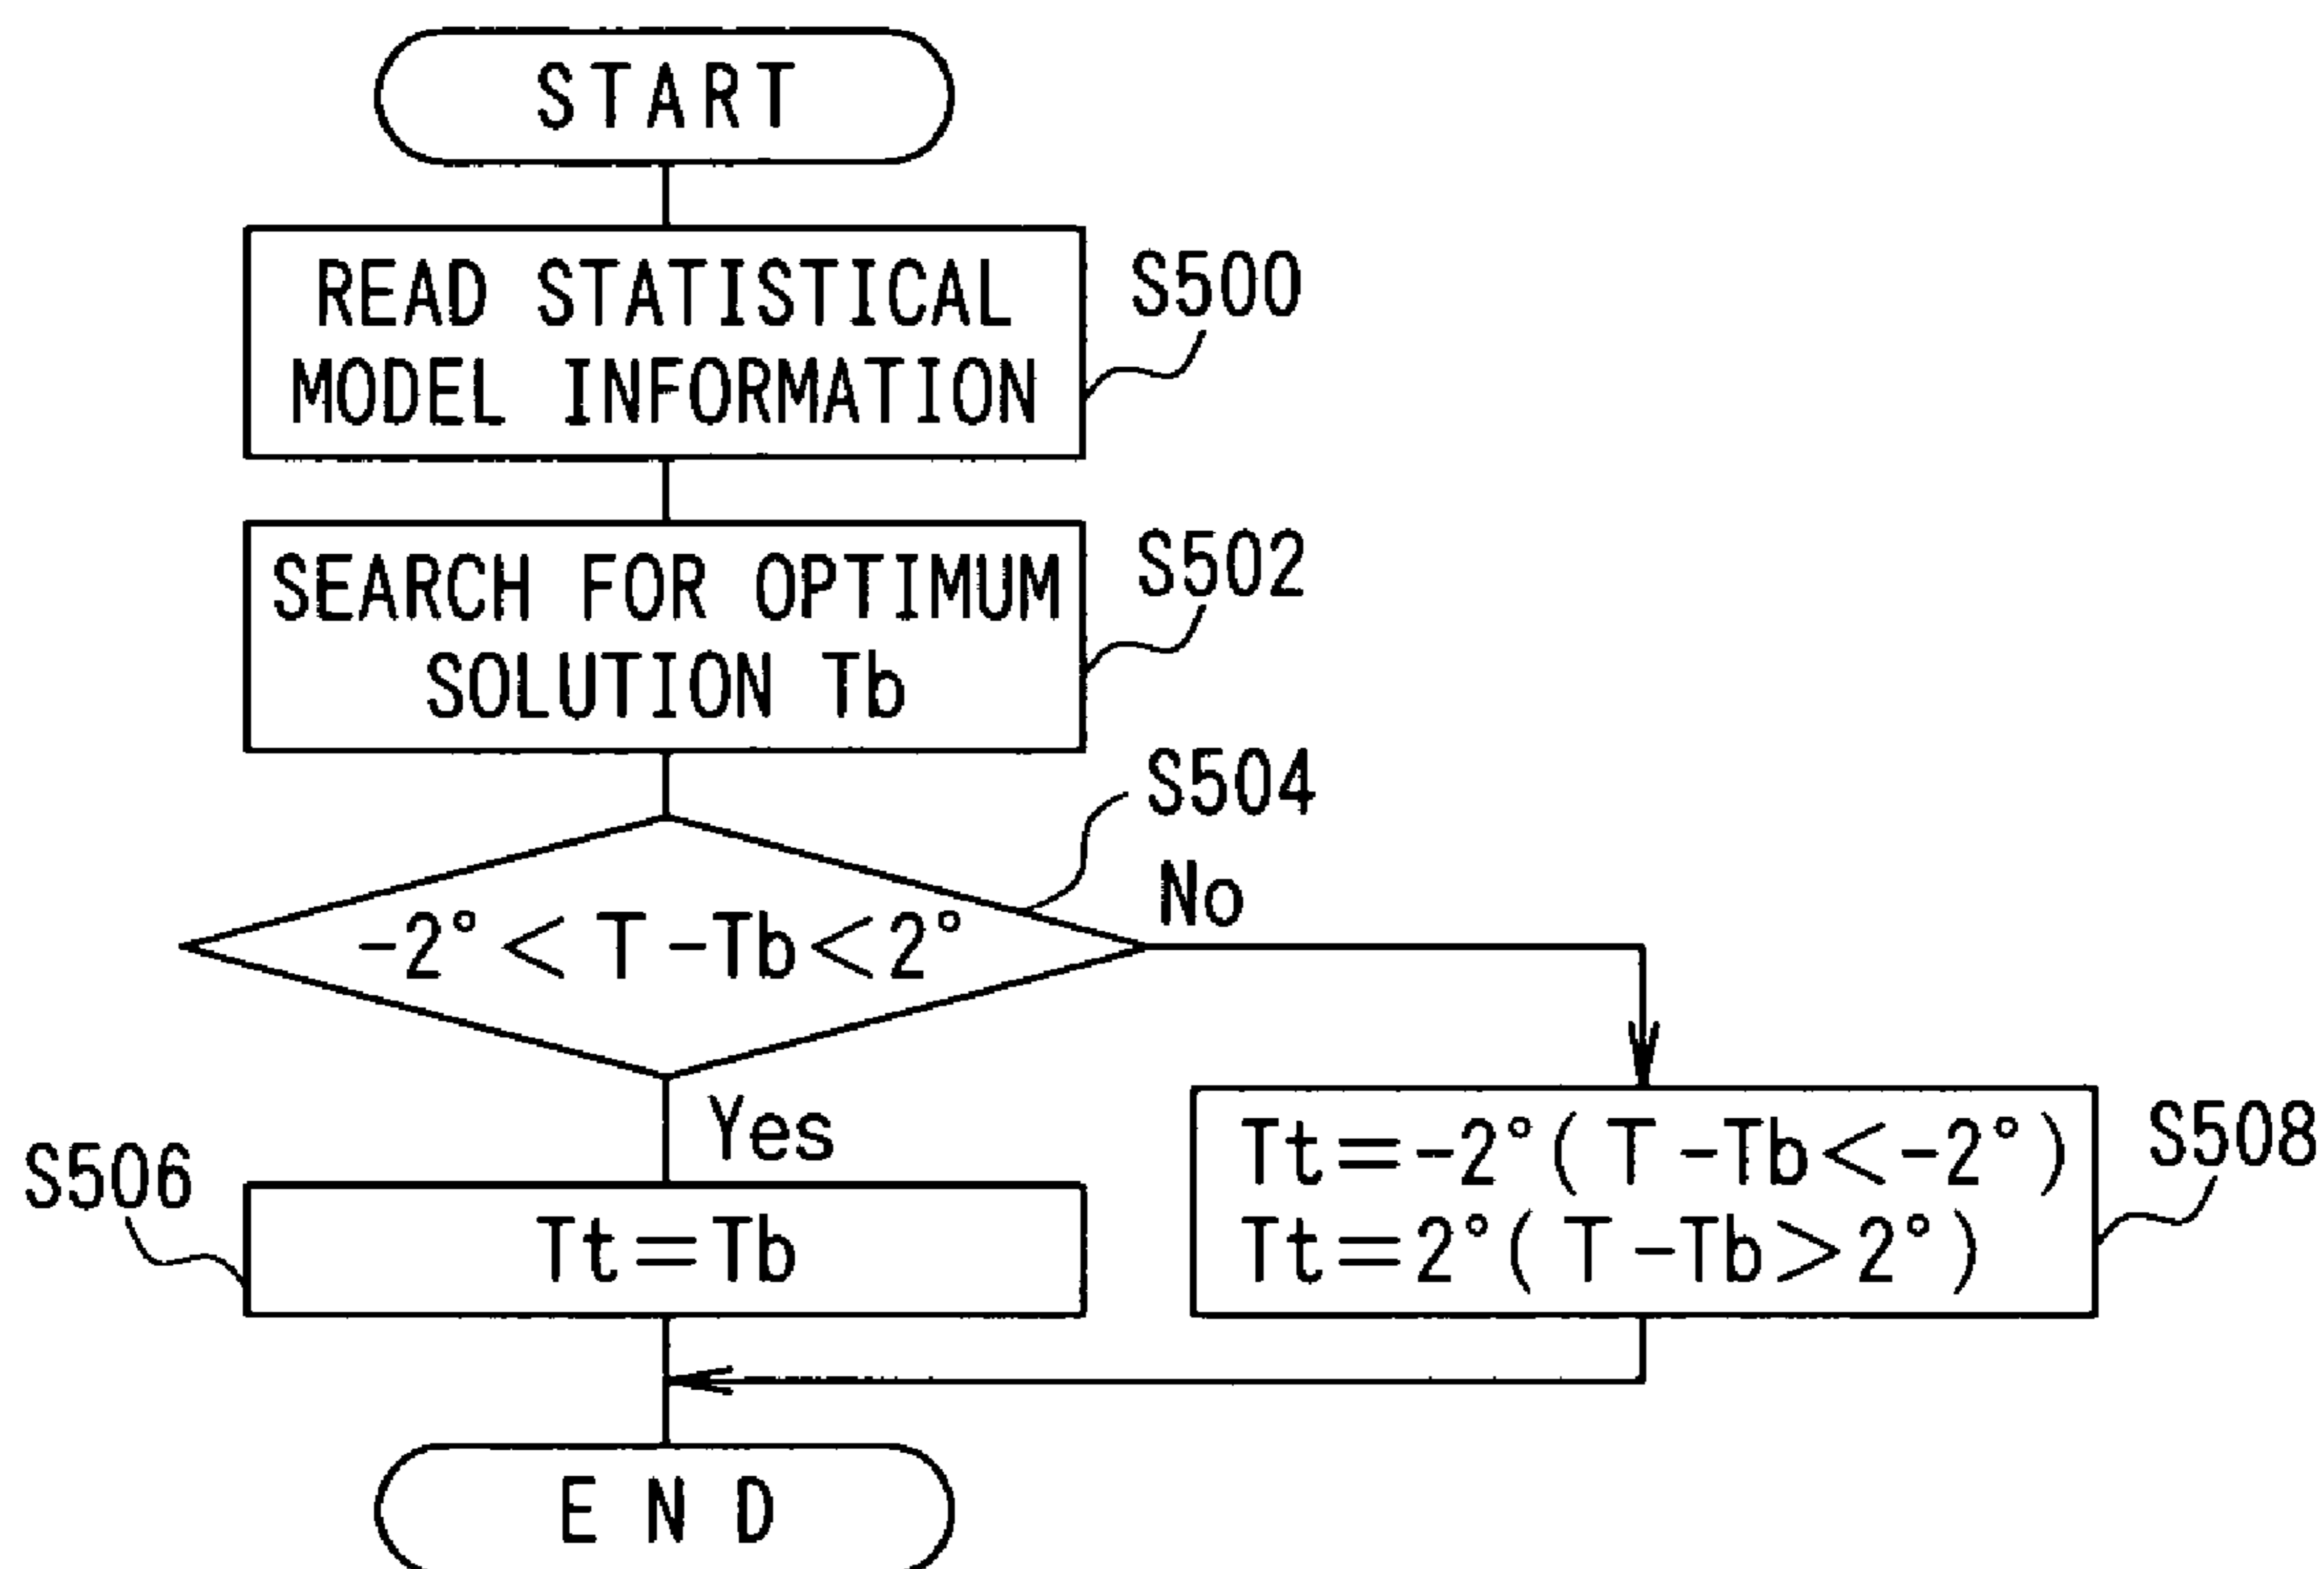 START
READ STATISTICAL
MODEL INFORMATION
S500
SEARCH FOR OPTIMUM
SOLUTION Tb
S502
S504
-2°< T -Tb<2°
No
Yes
S506
Tt=Tb
Tt=-2°( T -Tb<-2°)
Tt=2°( T -Tb>2°)
S508
END